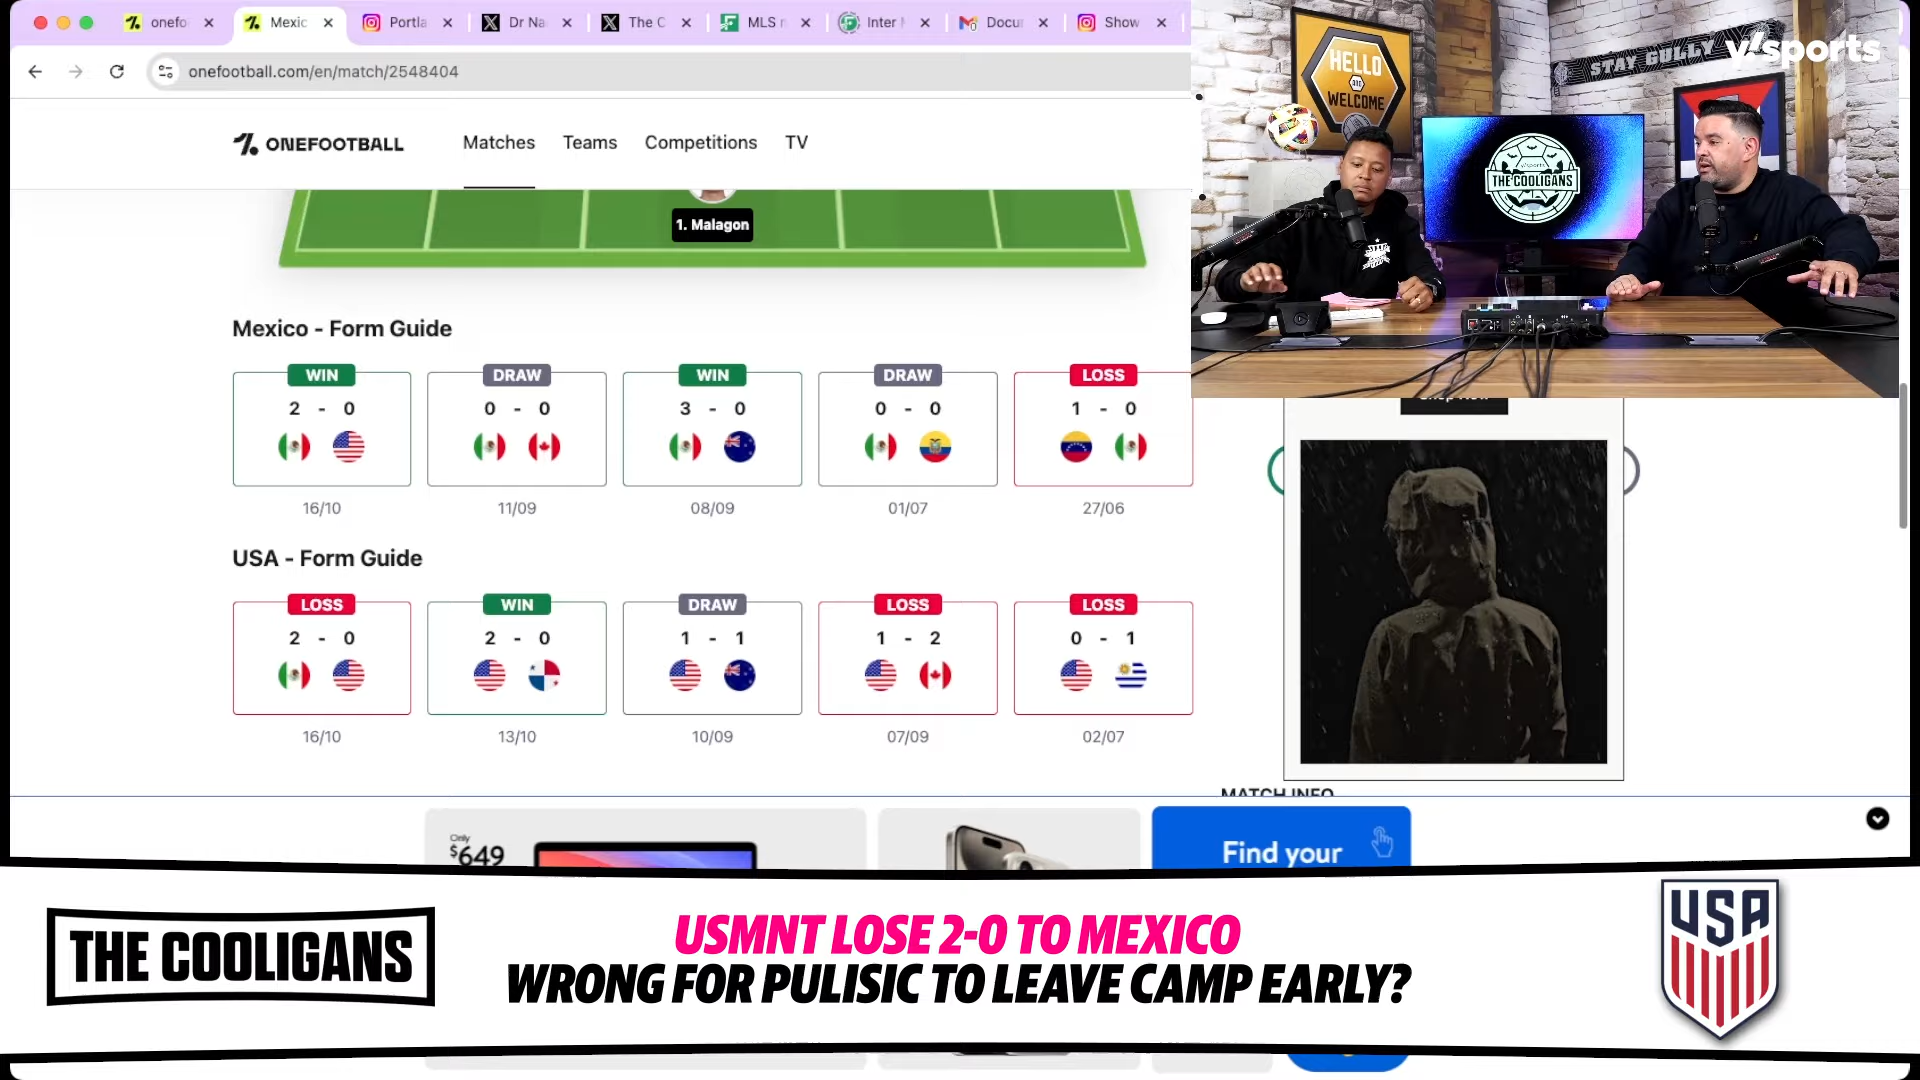 onefo
Mexic
Portla
Dr Na
The C
MLS n
Inter
Docu
Show
onefootball.com/en/match/2548404
ONEFOOTBALL
Matches
Teams
Competitions
TV
HELLO
AND
WELCOME
STAY GULLY
y!sports
THE COOLIGANS
1. Malagon
Mexico - Form Guide
WIN
DRAW
WIN
DRAW
LOSS
2 - 0
0 - 0
3 - 0
0 - 0
1 - 0
16/10
11/09
08/09
01/07
27/06
USA - Form Guide
LOSS
WIN
DRAW
LOSS
LOSS
2 - 0
2 - 0
1 - 1
1 - 2
0 - 1
16/10
13/10
10/09
07/09
02/07
MATCH INFO
Only
$649
Find your
THE COOLIGANS
USMNT LOSE 2-0 TO MEXICO
WRONG FOR PULISIC TO LEAVE CAMP EARLY?
USA